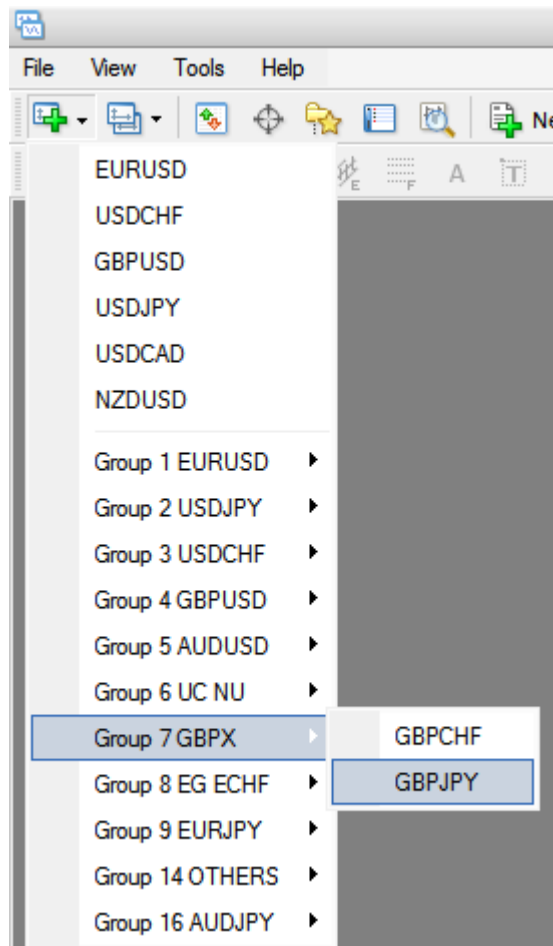 File View Tools Help
Ne
E F A T
EURUSD
USDCHF
GBPUSD
USDJPY
USDCAD
NZDUSD
Group 1 EURUSD
Group 2 USDJPY
Group 3 USDCHF
Group 4 GBPUSD
Group 5 AUDUSD
Group 6 UC NU
Group 7 GBPX
GBPCHF
GBPJPY
Group 8 EG ECHF
Group 9 EURJPY
Group 14 OTHERS
Group 16 AUDJPY